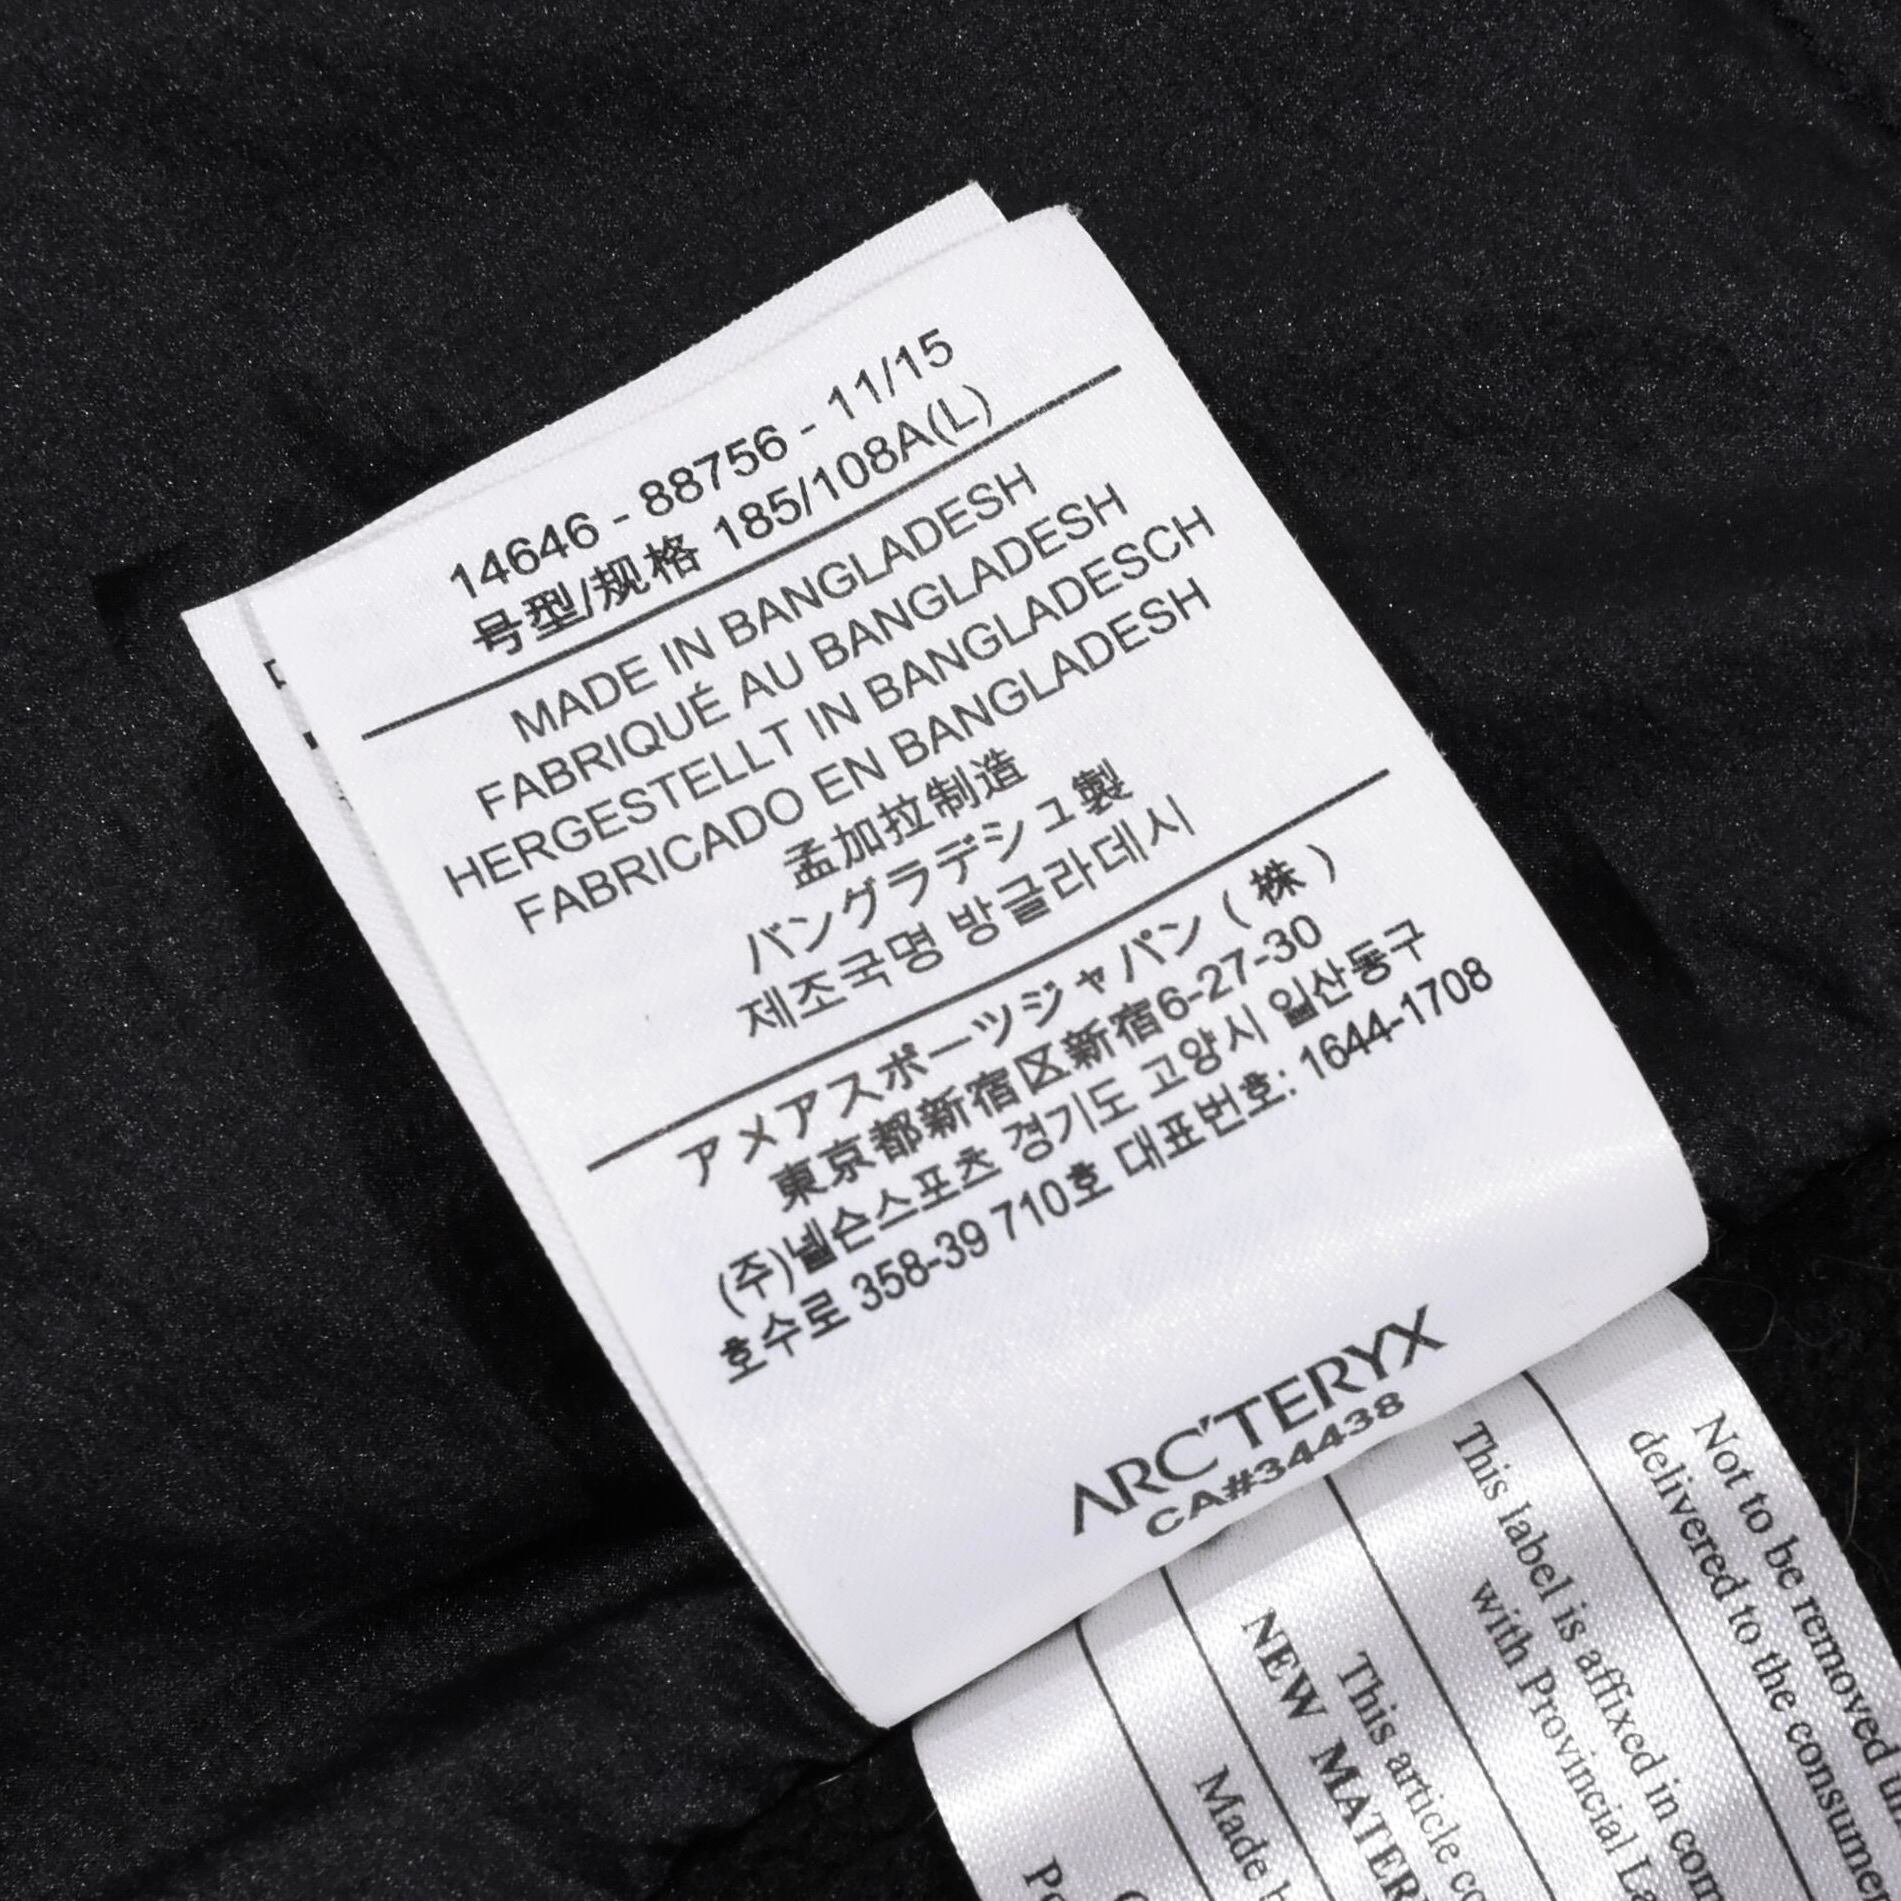 14646 - 88756 - 11/15
号型/规格 185/108A(L)
MADE IN BANGLADESH
FABRIQUÉ AU BANGLADESH
HERGESTELLT IN BANGLADESCH
FABRICADO EN BANGLADESH
孟加拉制造
バングラデシュ製
제조국명 방글라데시
アメアスポーツジャパン(株)
東京都新宿区新宿6-27-30
(주)넬슨스포츠 경기도 고양시 일산동구
호수로 358-39 710호 대표번호: 1644-1708
ARC'TERYX
CA#34438
Not to be removed
delivered to the
This label is affixed in
with Provincial
This article
NEW
Made